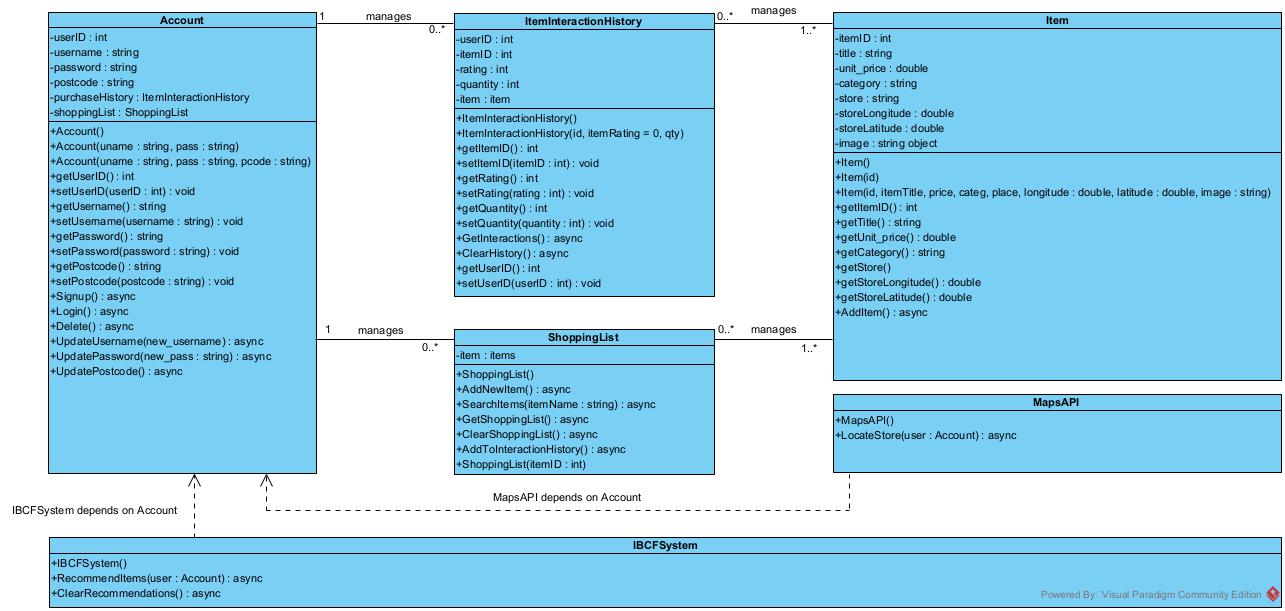 Account
-userID : int
-username : string
-password : string
-postcode : string
-purchaseHistory : ItemInteractionHistory
-shoppingList : ShoppingList
+Account()
+Account(uname : string, pass : string)
+Account(uname : string, pass : string, pcode : string)
+getUserID() : int
+setUserID(userID : int) : void
+getUsername() : string
+setUsername(username : string) : void
+getPassword() : string
+setPassword(password : string) : void
+getPostcode() : string
+setPostcode(postcode : string) : void
+Signup() : async
+Login() : async
+Delete() : async
+UpdateUsername(new_username) : async
+UpdatePassword(new_pass : string) : async
+UpdatePostcode() : async
1 manages 0..*
ItemInteractionHistory
-userID : int
-itemID : int
-rating : int
-quantity : int
-item : item
+ItemInteractionHistory()
+ItemInteractionHistory(id, itemRating = 0, qty)
+getItemID() : int
+setItemID(itemID : int) : void
+getRating() : int
+setRating(rating : int) : void
+getQuantity() : int
+setQuantity(quantity : int) : void
+GetInteractions() : async
+ClearHistory() : async
+getUserID() : int
+setUserID(userID : int) : void
0..* manages 1..*
Item
-itemID : int
-title : string
-unit_price : double
-category : string
-store : string
-storeLongitude : double
-storeLatitude : double
-image : string object
+Item()
+Item(id)
+Item(id, itemTitle, price, categ, place, longitude : double, latitude : double, image : string)
+getItemID() : int
+getTitle() : string
+getUnit_price() : double
+getCategory() : string
+getStore()
+getStoreLongitude() : double
+getStoreLatitude() : double
+AddItem() : async
1 manages 0..*
ShoppingList
-item : items
+ShoppingList()
+AddNewItem() : async
+SearchItems(itemName : string) : async
+GetShoppingList() : async
+ClearShoppingList() : async
+AddToInteractionHistory() : async
+ShoppingList(itemID : int)
0..* manages 1..*
MapsAPI
+MapsAPI()
+LocateStore(user : Account) : async
MapsAPI depends on Account
IBCFSystem depends on Account
IBCFSystem
+IBCFSystem()
+RecommendItems(user : Account) : async
+ClearRecommendations() : async
Powered By Visual Paradigm Community Edition